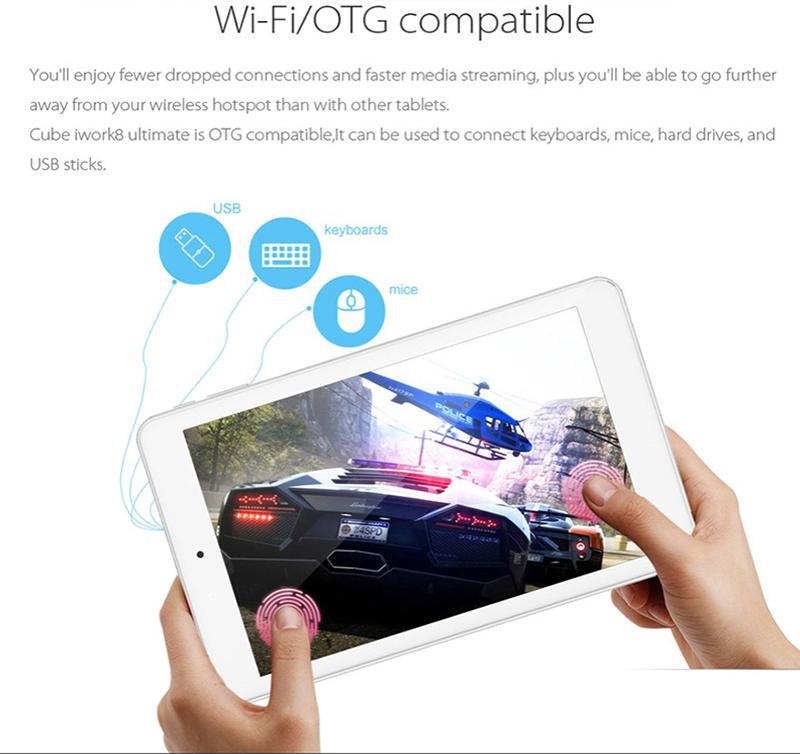 Wi-Fi/OTG compatible
You'll enjoy fewer dropped connections and faster media streaming, plus you'll be able to go further
away from your wireless hotspot than with other tablets.
Cube iwork8 ultimate is OTG compatible,It can be used to connect keyboards, mice, hard drives, and
USB sticks.
USB
keyboards
mice
POLICE
4SPD